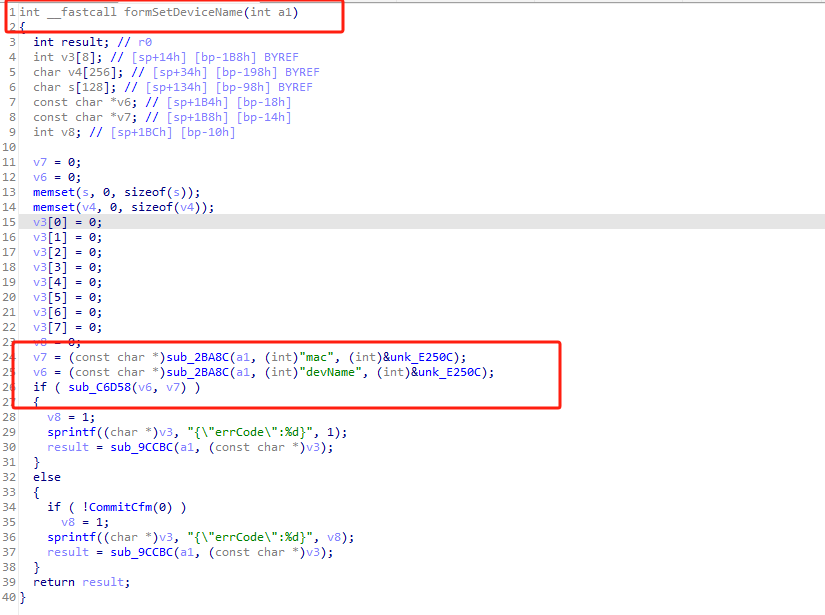 1 int __fastcall formSetDeviceName(int a1)
2 {
3 int result; // r0
4 int v3[8]; // [sp+14h] [bp-1B8h] BYREF
5 char v4[256]; // [sp+34h] [bp-198h] BYREF
6 char s[128]; // [sp+134h] [bp-98h] BYREF
7 const char *v6; // [sp+1B4h] [bp-18h]
8 const char *v7; // [sp+1B8h] [bp-14h]
9 int v8; // [sp+1BCh] [bp-10h]
10
11 v7 = 0;
12 v6 = 0;
13 memset(s, 0, sizeof(s));
14 memset(v4, 0, sizeof(v4));
15 v3[0] = 0;
16 v3[1] = 0;
17 v3[2] = 0;
18 v3[3] = 0;
19 v3[4] = 0;
20 v3[5] = 0;
21 v3[6] = 0;
22 v3[7] = 0;
23 v8 = 0;
24 v7 = (const char *)sub_2BA8C(a1, (int)"mac", (int)&unk_E250C);
25 v6 = (const char *)sub_2BA8C(a1, (int)"devName", (int)&unk_E250C);
26 if ( sub_C6D58(v6, v7) )
27 {
28 v8 = 1;
29 sprintf((char *)v3, "{\"errCode\":%d}", 1);
30 result = sub_9CCBC(a1, (const char *)v3);
31 }
32 else
33 {
34 if ( !CommitCfm(0) )
35 v8 = 1;
36 sprintf((char *)v3, "{\"errCode\":%d}", v8);
37 result = sub_9CCBC(a1, (const char *)v3);
38 }
39 return result;
40 }